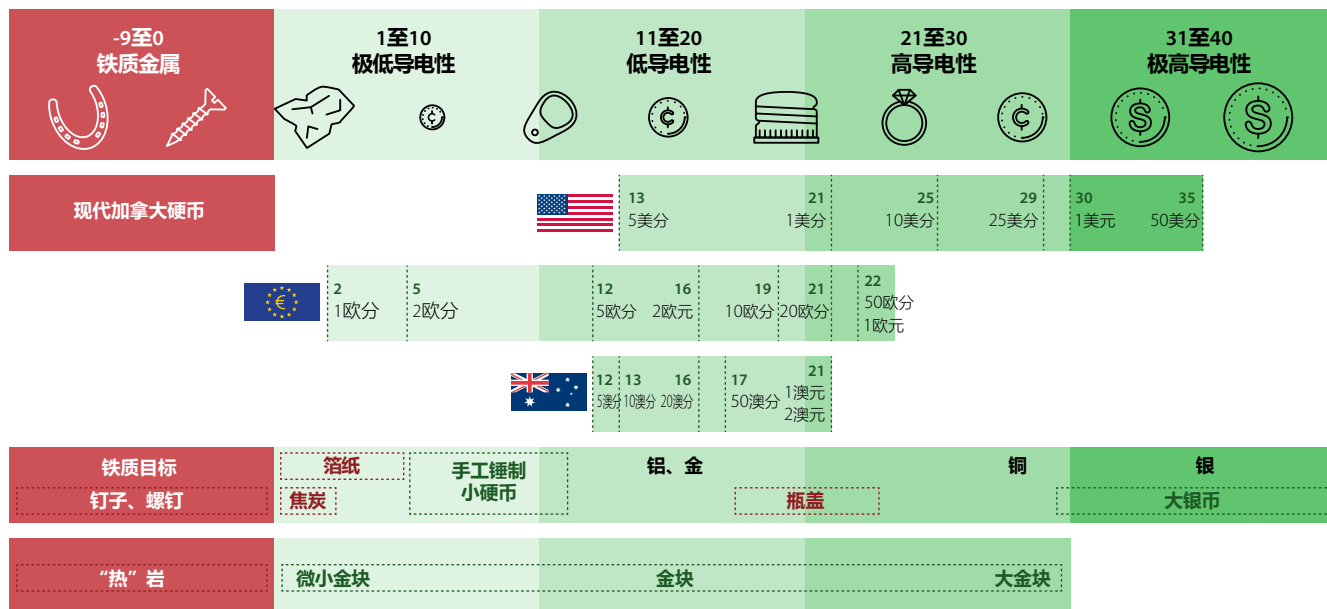 -9至0
铁质金属
1至10
极低导电性
11至20
低导电性
21至30
高导电性
31至40
极高导电性
¢
¢
¢
$
$
现代加拿大硬币
13
5美分
21
1美分
25
10美分
29
25美分
30
1美元
35
50美分
€
2
1欧分
5
2欧分
12
5欧分
16
2欧元
19
10欧分
21
20欧分
22
50欧分
1欧元
12
5澳分
13
10澳分
16
20澳分
17
50澳分
21
1澳元
2澳元
铁质目标
钉子、螺钉
箔纸
焦炭
手工锤制
小硬币
铝、金
瓶盖
铜
银
大银币
“热”岩
微小金块
金块
大金块